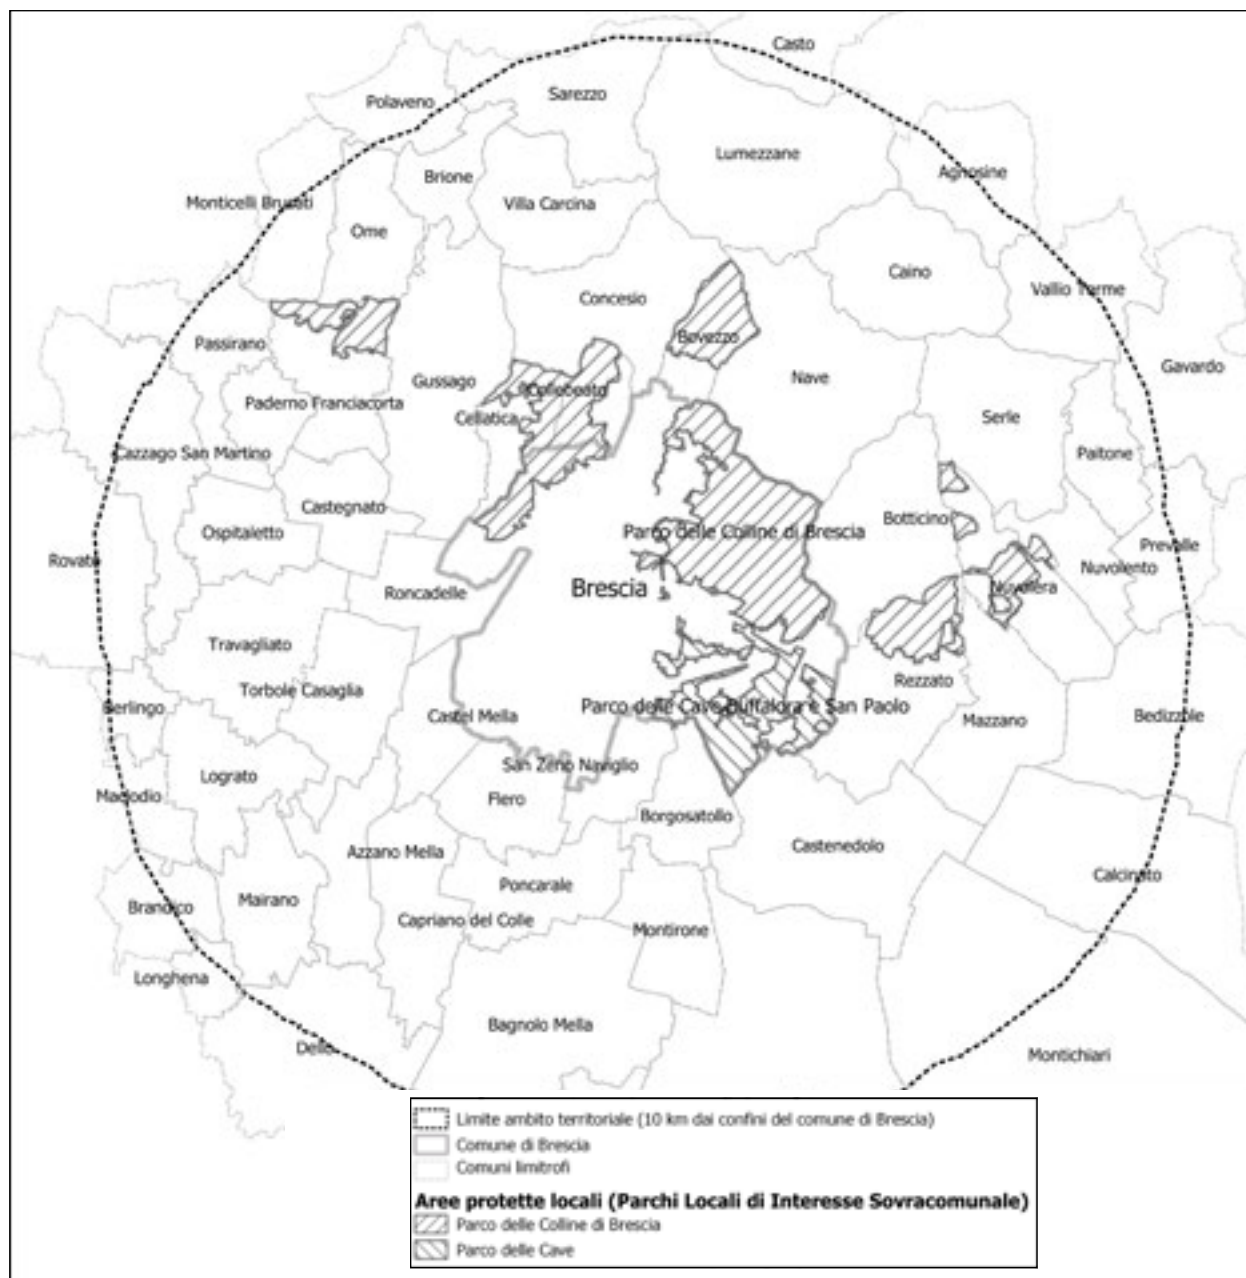 Casto
Sarezzo
Polaveno
Lumezzane
Agnosine
Brione
Monticelli Brusati
Villa Carcina
Ome
Caino
Vallio Terme
Concesio
Bovezzo
Passirano
Gavardo
Nave
Gussago
Collebeato
Paderno Franciacorta
Cellatica
Serle
Cazzago San Martino
Paitone
Castegnato
Botticino
Ospitaletto
Parco delle Colline di Brescia
Prevalle
Rovato
Nuvolento
Brescia
Nuvolera
Roncadelle
Travagliato
Rezzato
Torbole Casaglia
Berlingo
Parco delle Cave Buffalora e San Paolo
Castel Mella
Mazzano
Bedizzole
San Zeno Naviglio
Lograto
Maclodio
Flero
Borgosatollo
Castenedolo
Azzano Mella
Calcinato
Poncarale
Mairano
Brandico
Capriano del Colle
Montirone
Longhena
Bagnolo Mella
Dello
Montichiari
Limite ambito territoriale (10 km dai confini del comune di Brescia)
Comune di Brescia
Comuni limitrofi
Aree protette locali (Parchi Locali di Interesse Sovracomunale)
Parco delle Colline di Brescia
Parco delle Cave